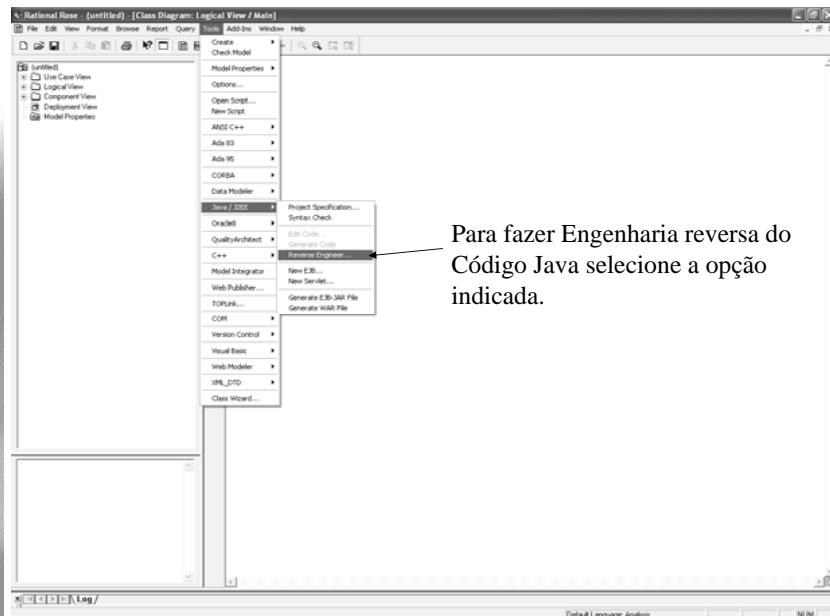 Rational Rose - (untitled) - [Class Diagram: Logical View / Main]
File Edit View Format Browse Report Query Tools Add-Ins Window Help
(untitled)
Use Case View
Logical View
Component View
Deployment View
Model Properties
Create
Check Model
Model Properties
Options...
Open Script...
New Script
ANSI C++
Ada 83
Ada 95
CORBA
Data Modeler
Java / J2EE
Oracle8
QualityArchitect
C++
Model Integrator
Web Publisher...
TOPLink...
COM
Version Control
Visual Basic
Web Modeler
XML_DTD
Class Wizard...
Project Specification...
Syntax Check
Edit Code...
Generate Code
Reverse Engineer...
New EJB...
New Servlet...
Generate EJB-JAR File
Generate WAR File
Para fazer Engenharia reversa do
Código Java selecione a opção
indicada.
Log
Default Language: Analysis
NUM